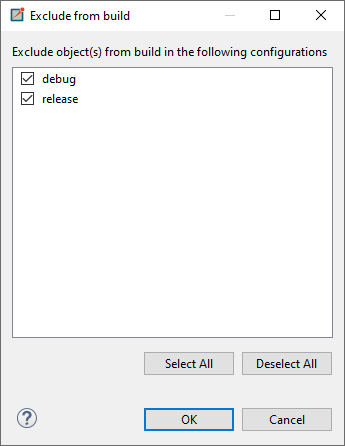 Exclude from build
Exclude object(s) from build in the following configurations
debug
release
Select All
Deselect All
?
OK
Cancel